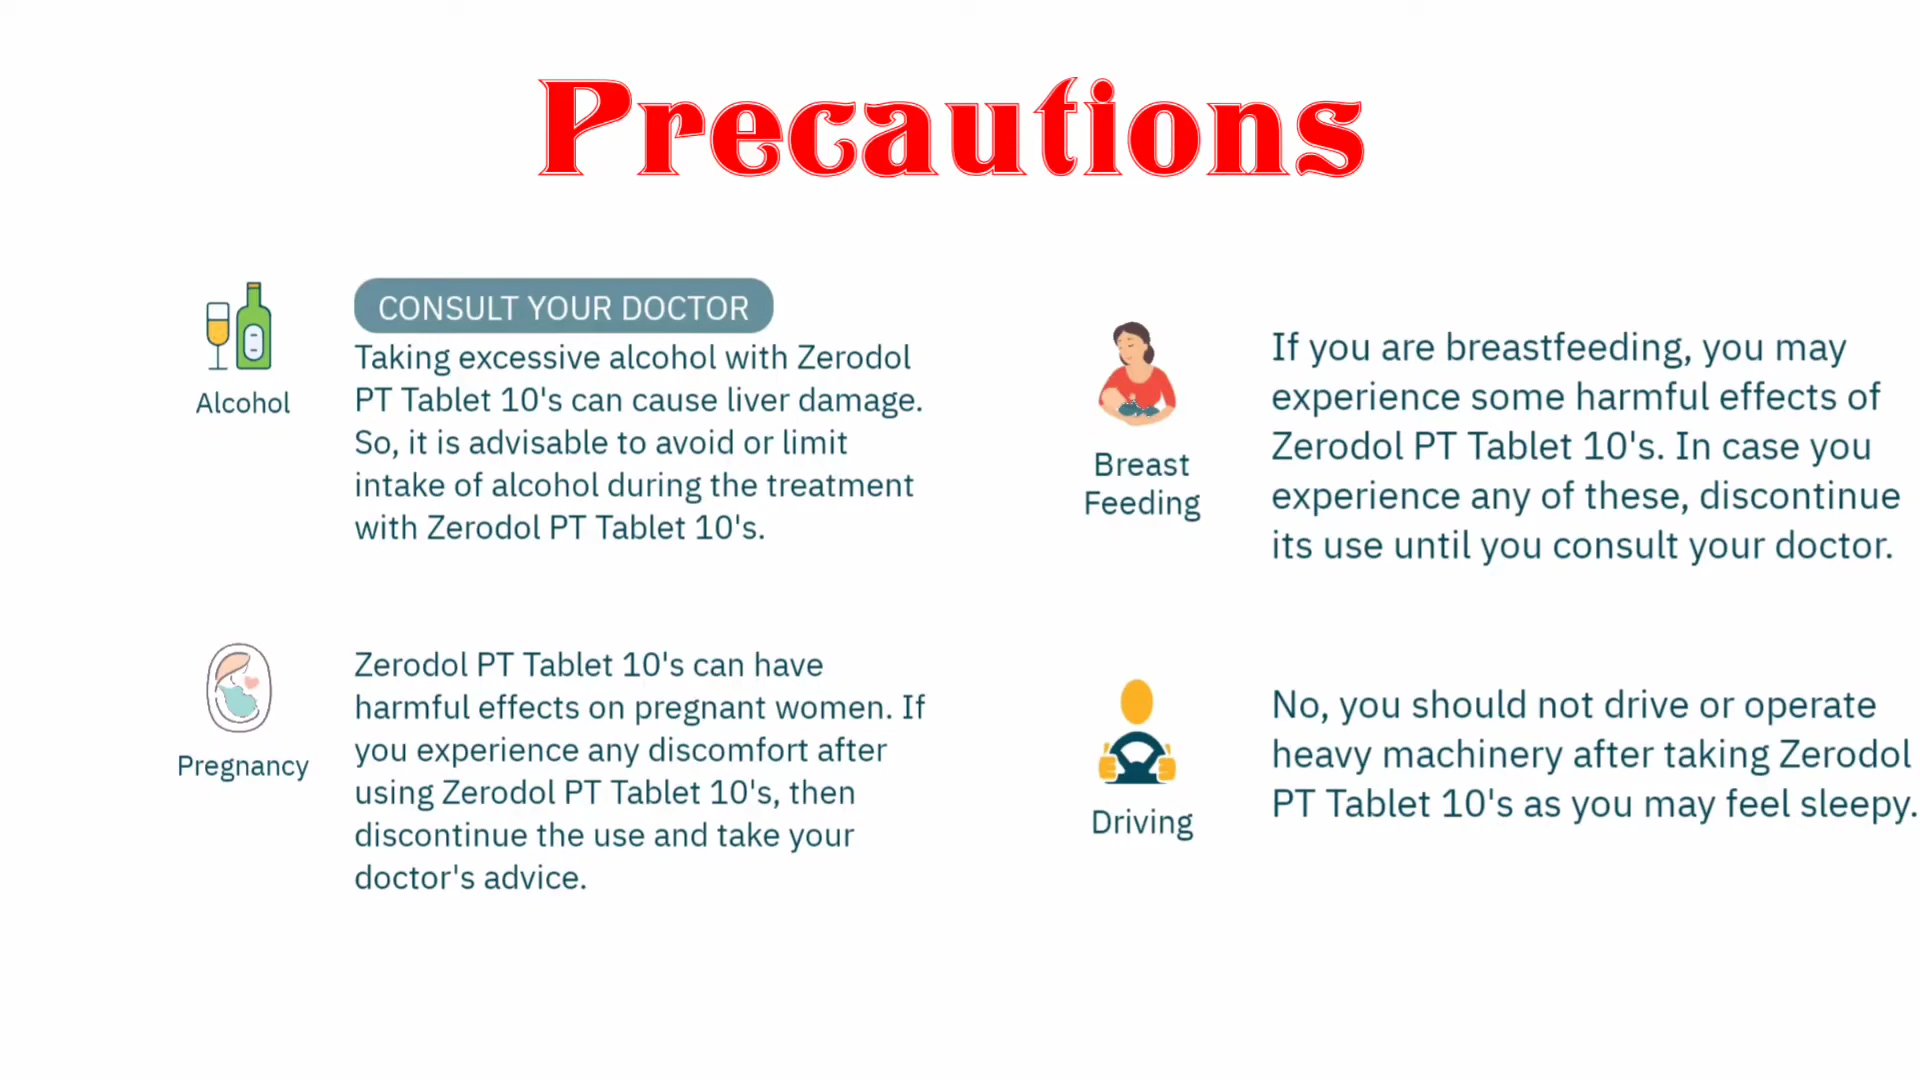 Precautions
CONSULT YOUR DOCTOR
Alcohol
Taking excessive alcohol with Zerodol
PT Tablet 10's can cause liver damage.
So, it is advisable to avoid or limit
intake of alcohol during the treatment
with Zerodol PT Tablet 10's.
Breast
Feeding
If you are breastfeeding, you may
experience some harmful effects of
Zerodol PT Tablet 10's. In case you
experience any of these, discontinue
its use until you consult your doctor.
Pregnancy
Zerodol PT Tablet 10's can have
harmful effects on pregnant women. If
you experience any discomfort after
using Zerodol PT Tablet 10's, then
discontinue the use and take your
doctor's advice.
Driving
No, you should not drive or operate
heavy machinery after taking Zerodol
PT Tablet 10's as you may feel sleepy.